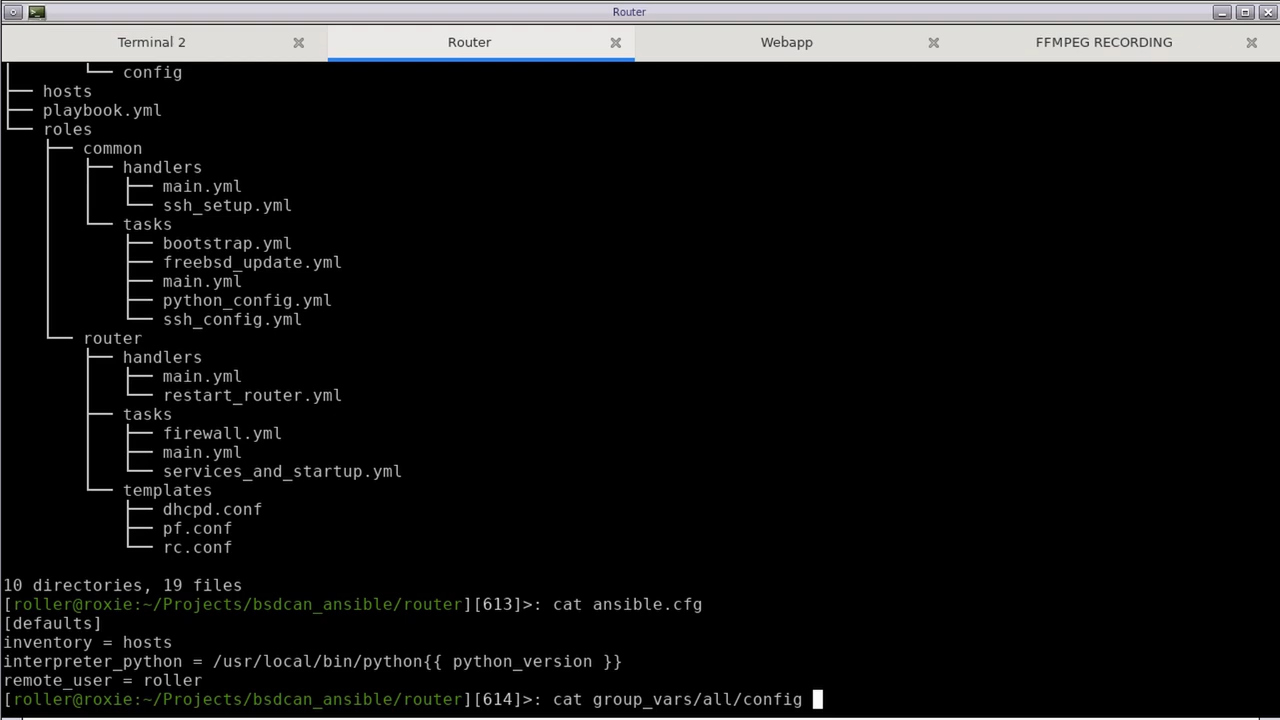 Router
Terminal 2 Router Webapp FFMPEG RECORDING
│       └── config
├── hosts
├── playbook.yml
└── roles
    ├── common
    │   ├── handlers
    │   │   ├── main.yml
    │   │   └── ssh_setup.yml
    │   └── tasks
    │       ├── bootstrap.yml
    │       ├── freebsd_update.yml
    │       ├── main.yml
    │       ├── python_config.yml
    │       └── ssh_config.yml
    └── router
        ├── handlers
        │   ├── main.yml
        │   └── restart_router.yml
        ├── tasks
        │   ├── firewall.yml
        │   ├── main.yml
        │   └── services_and_startup.yml
        └── templates
            ├── dhcpd.conf
            ├── pf.conf
            └── rc.conf
10 directories, 19 files
[roller@roxie:~/Projects/bsdcan_ansible/router][613]>: cat ansible.cfg
[defaults]
inventory = hosts
interpreter_python = /usr/local/bin/python{{ python_version }}
remote_user = roller
[roller@roxie:~/Projects/bsdcan_ansible/router][614]>: cat group_vars/all/config